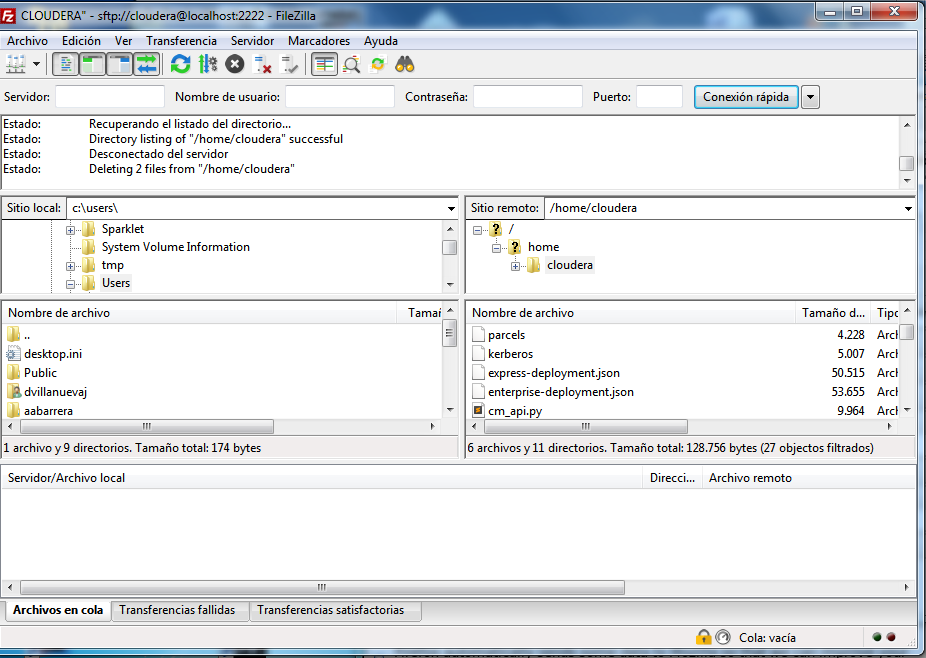 CLOUDERA" - sftp://cloudera@localhost:2222 - FileZilla
Archivo Edición Ver Transferencia Servidor Marcadores Ayuda
Servidor: Nombre de usuario: Contraseña: Puerto: Conexión rápida
Estado: Recuperando el listado del directorio...
Estado: Directory listing of "/home/cloudera" successful
Estado: Desconectado del servidor
Estado: Deleting 2 files from "/home/cloudera"
Sitio local: c:\users\
Sparklet
System Volume Information
tmp
Users
Sitio remoto: /home/cloudera
/
home
cloudera
Nombre de archivo Tamañ
..
desktop.ini
Public
dvillanuevaj
aabarrera
1 archivo y 9 directorios. Tamaño total: 174 bytes
Nombre de archivo Tamaño d... Tipo
parcels 4.228 Arch
kerberos 5.007 Arch
express-deployment.json 50.515 Arch
enterprise-deployment.json 53.655 Arch
cm_api.py 9.964 Arch
6 archivos y 11 directorios. Tamaño total: 128.756 bytes (27 objetos filtrados)
Servidor/Archivo local Direcci... Archivo remoto
Archivos en cola Transferencias fallidas Transferencias satisfactorias
Cola: vacía